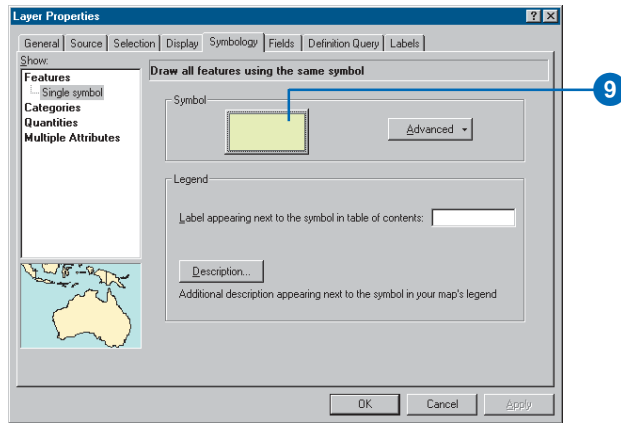 Layer Properties
? X
General Source Selection Display Symbology Fields Definition Query Labels
Show:
Features
Single symbol
Categories
Quantities
Multiple Attributes
Draw all features using the same symbol
Symbol
Advanced
9
Legend
Label appearing next to the symbol in table of contents:
Description...
Additional description appearing next to the symbol in your map's legend
OK Cancel Apply